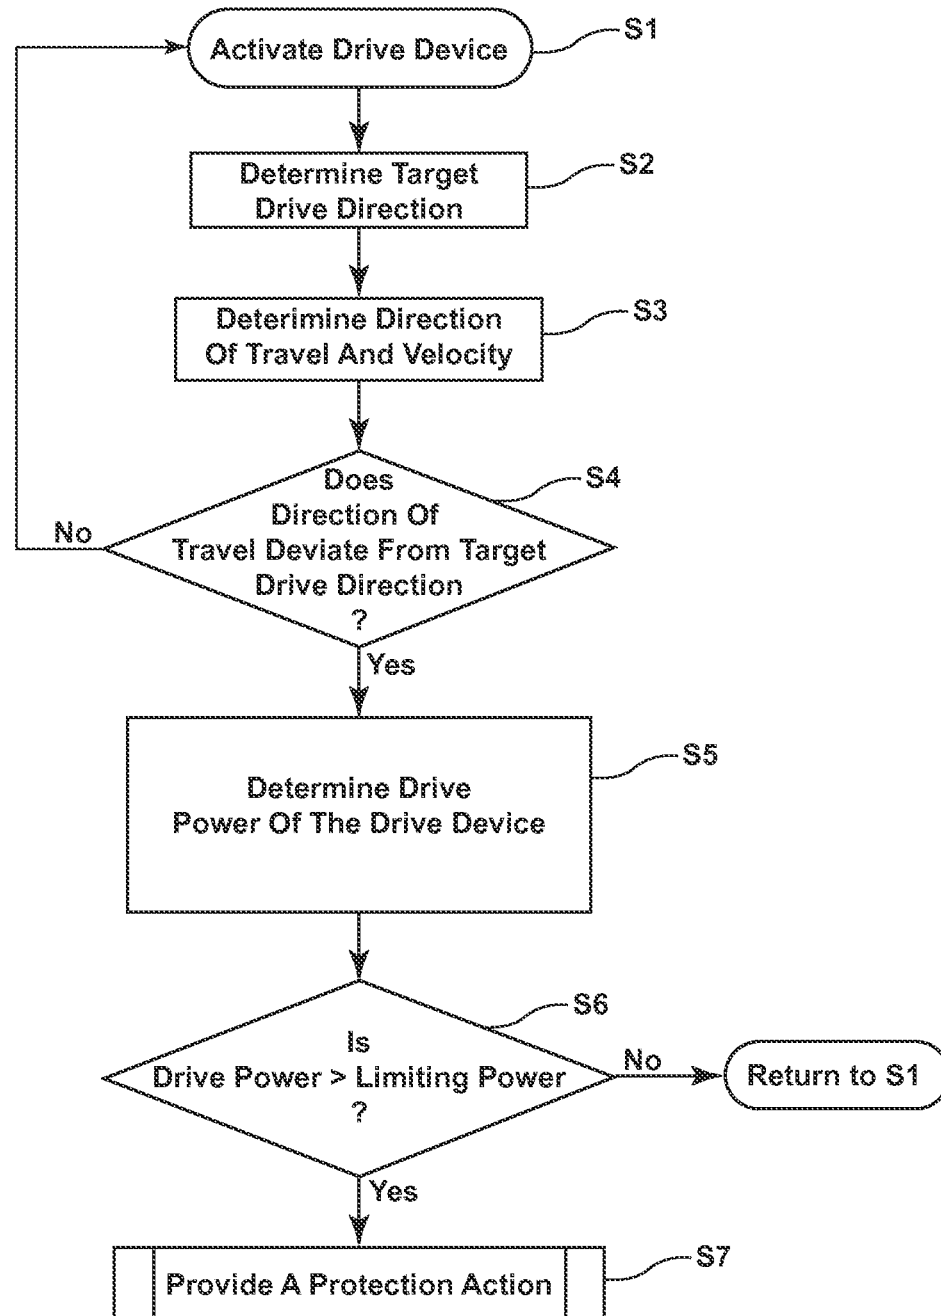 Activate Drive Device
S1
Determine Target
Drive Direction
S2
Deterimine Direction
Of Travel And Velocity
S3
Does
Direction Of
Travel Deviate From Target
Drive Direction
?
S4
No
Yes
Determine Drive
Power Of The Drive Device
S5
Is
Drive Power > Limiting Power
?
S6
No
Return to S1
Yes
Provide A Protection Action
S7